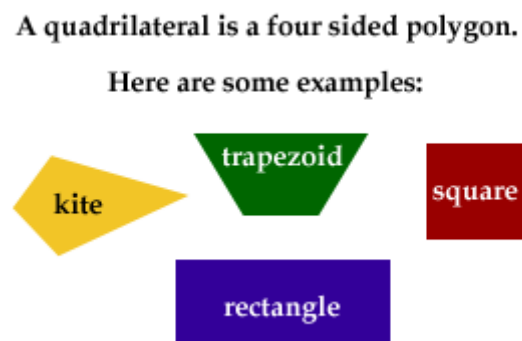 A quadrilateral is a four sided polygon.
Here are some examples:
trapezoid
kite
square
rectangle